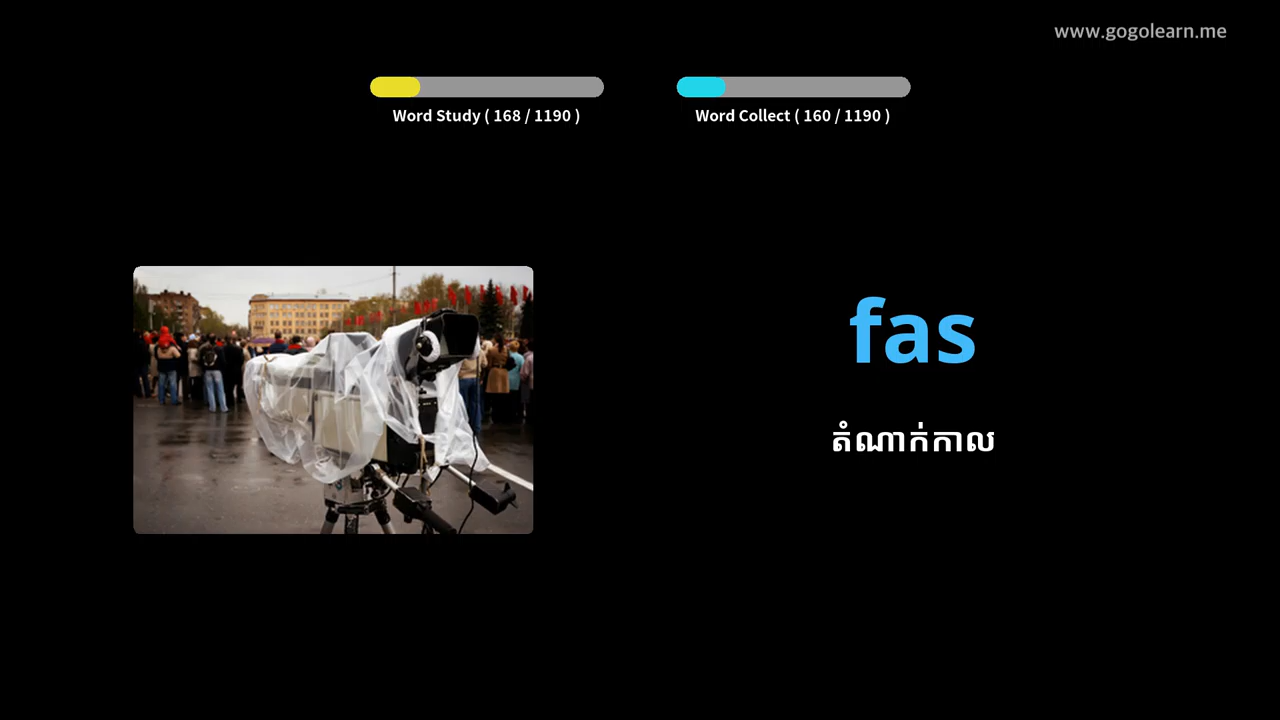 www.gogolearn.me
Word Study ( 168 / 1190 )
Word Collect ( 160 / 1190 )
fas
តំណាក់កាល